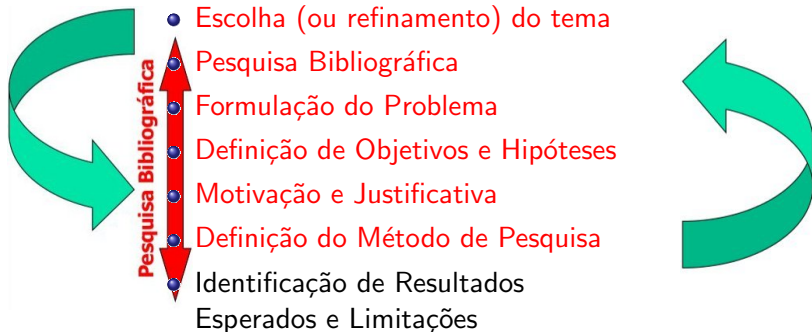 Escolha (ou refinamento) do tema
Pesquisa Bibliográfica
Formulação do Problema
Definição de Objetivos e Hipóteses
Motivação e Justificativa
Definição do Método de Pesquisa
Identificação de Resultados
Esperados e Limitações
Pesquisa Bibliográfica